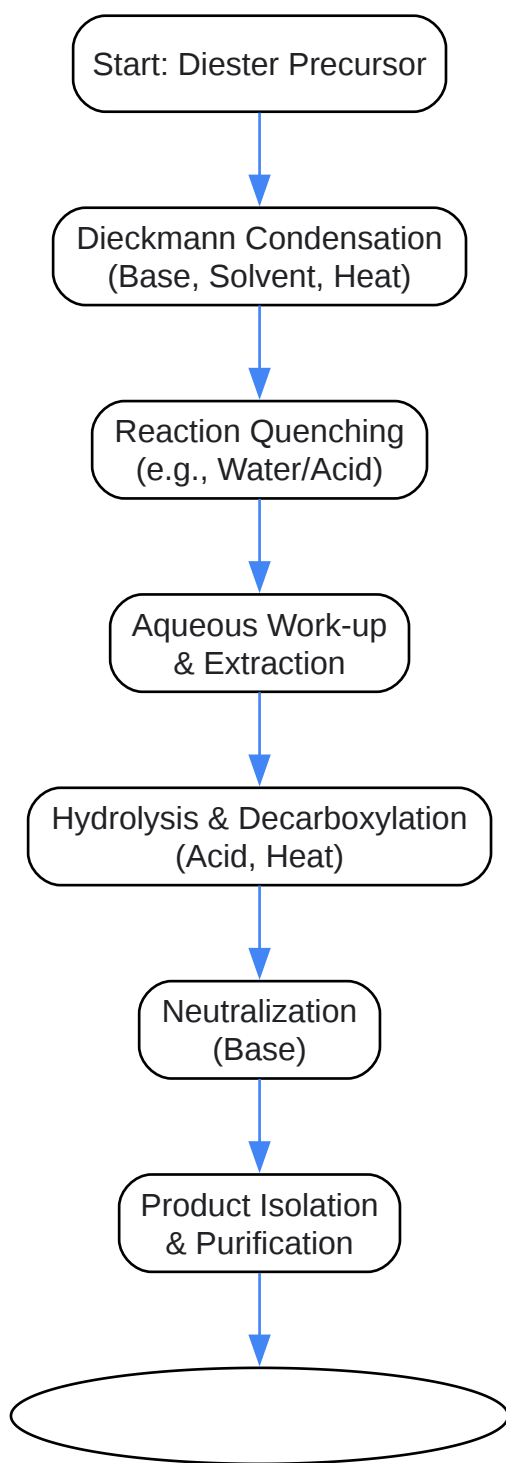 Start: Diester Precursor
Dieckmann Condensation
(Base, Solvent, Heat)
Reaction Quenching
(e.g., Water/Acid)
Aqueous Work-up
& Extraction
Hydrolysis & Decarboxylation
(Acid, Heat)
Neutralization
(Base)
Product Isolation
& Purification